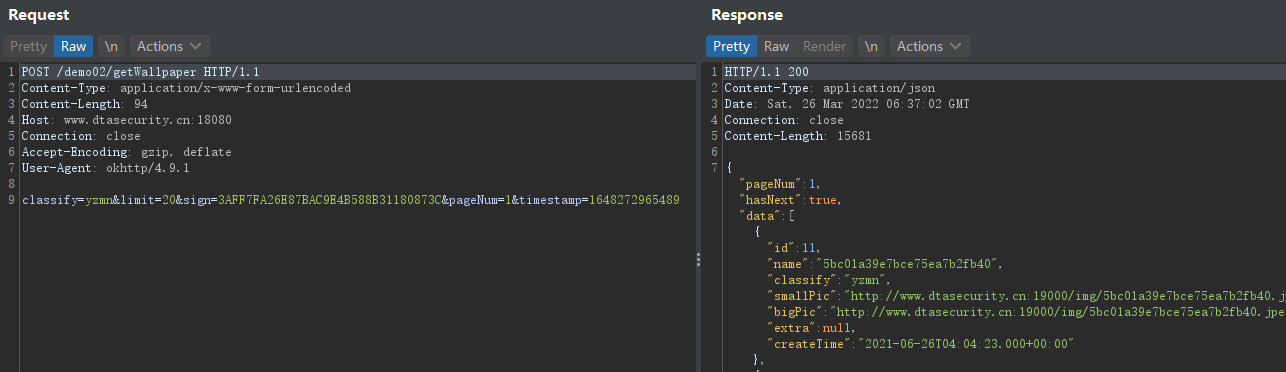 Request
Pretty Raw \n Actions
1 POST /demo02/getWallpaper HTTP/1.1
2 Content-Type: application/x-www-form-urlencoded
3 Content-Length: 94
4 Host: www.dtasecurity.cn:18080
5 Connection: close
6 Accept-Encoding: gzip, deflate
7 User-Agent: okhttp/4.9.1
8
9 classify=yzmn&limit=20&sign=3AFF7FA26E87BAC9E4B588B31180873C&pageNum=1&timestamp=1648272965489
Response
Pretty Raw Render \n Actions
1 HTTP/1.1 200
2 Content-Type: application/json
3 Date: Sat, 26 Mar 2022 06:37:02 GMT
4 Connection: close
5 Content-Length: 15681
6
7 {
"pageNum":1,
"hasNext":true,
"data":[
{
"id":11,
"name":"5bc01a39e7bce75ea7b2fb40",
"classify":"yzmn",
"smallPic":"http://www.dtasecurity.cn:19000/img/5bc01a39e7bce75ea7b2fb40.j
"bigPic":"http://www.dtasecurity.cn:19000/img/5bc01a39e7bce75ea7b2fb40.jpe
"extra":null,
"createTime":"2021-06-26T04:04:23.000+00:00"
},